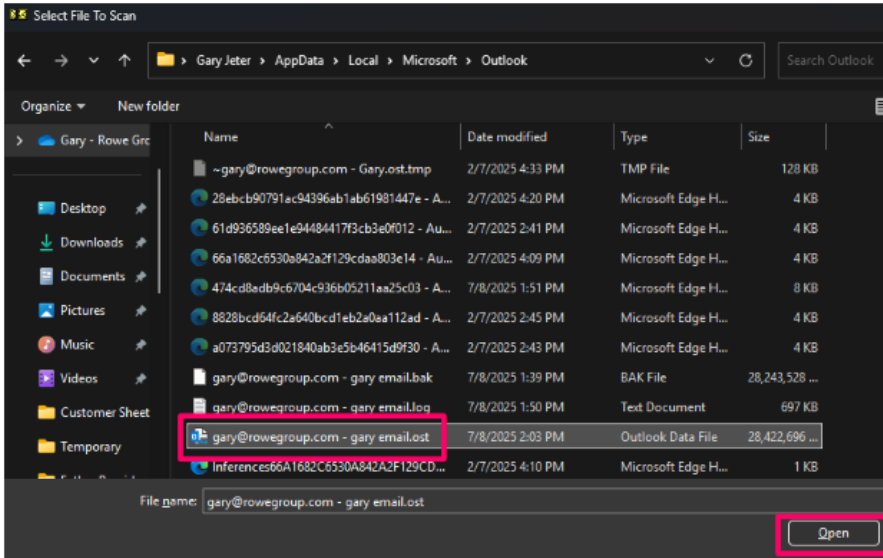 Select File To Scan
Gary Jeter > AppData > Local > Microsoft > Outlook
Search Outlook
Organize
New folder
Gary - Rowe Grc
Desktop
Downloads
Documents
Pictures
Music
Videos
Customer Sheet
Temporary
Name Date modified Type Size
~gary@rowegroup.com - Gary.ost.tmp 2/7/2025 4:33 PM TMP File 128 KB
28ebcb90791ac94396ab1ab61981447e - A... 2/7/2025 4:20 PM Microsoft Edge H... 4 KB
61d936589ee1e94484417f3cb3e0f012 - Au... 2/7/2025 2:41 PM Microsoft Edge H... 4 KB
66a1682c6530a842a2f129cdaa803e14 - Au... 2/7/2025 4:09 PM Microsoft Edge H... 4 KB
474cd8adb9c6704c936b05211aa25c03 - A... 7/8/2025 1:51 PM Microsoft Edge H... 8 KB
8828bcd64fc2a640bcd1eb2a0aa112ad - A... 2/7/2025 2:45 PM Microsoft Edge H... 4 KB
a073795d3d021840ab3e5b46415d9f30 - A... 2/7/2025 2:43 PM Microsoft Edge H... 4 KB
gary@rowegroup.com - gary email.bak 7/8/2025 1:39 PM BAK File 28,243,528 ...
gary@rowegroup.com - gary email.log 7/8/2025 1:50 PM Text Document 697 KB
gary@rowegroup.com - gary email.ost 7/8/2025 2:03 PM Outlook Data File 28,422,696 ...
Inferences66A1682C6530A842A2F129CD... 2/7/2025 4:10 PM Microsoft Edge H... 1 KB
File name: gary@rowegroup.com - gary email.ost
Open